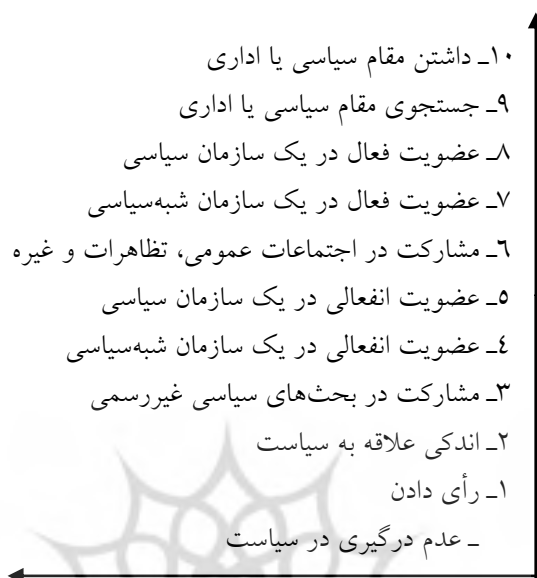 ۱۰ـ داشتن مقام سیاسی یا اداری
۹ـ جستجوی مقام سیاسی یا اداری
۸ـ عضویت فعال در یک سازمان سیاسی
۷ـ عضویت فعال در یک سازمان شبه‌سیاسی
٦ـ مشارکت در اجتماعات عمومی، تظاهرات و غیره
٥ـ عضویت انفعالی در یک سازمان سیاسی
٤ـ عضویت انفعالی در یک سازمان شبه‌سیاسی
۳ـ مشارکت در بحث‌های سیاسی غیررسمی
۲ـ اندکی علاقه به سیاست
۱ـ رأی دادن
ـ عدم درگیری در سیاست